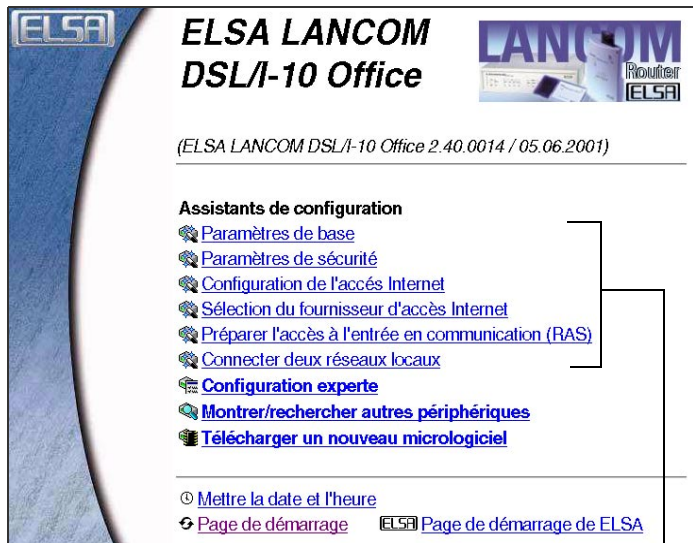 ELSA
ELSA LANCOM
DSL/I-10 Office
LANCOM
Router
ELSA
(ELSA LANCOM DSL/I-10 Office 2.40.0014 / 05.06.2001)
Assistants de configuration
Paramètres de base
Paramètres de sécurité
Configuration de l'accés Internet
Sélection du fournisseur d'accès Internet
Préparer l'accès à l'entrée en communication (RAS)
Connecter deux réseaux locaux
Configuration experte
Montrer/rechercher autres périphériques
Télécharger un nouveau micrologiciel
Mettre la date et l'heure
Page de démarrage ELSA Page de démarrage de ELSA